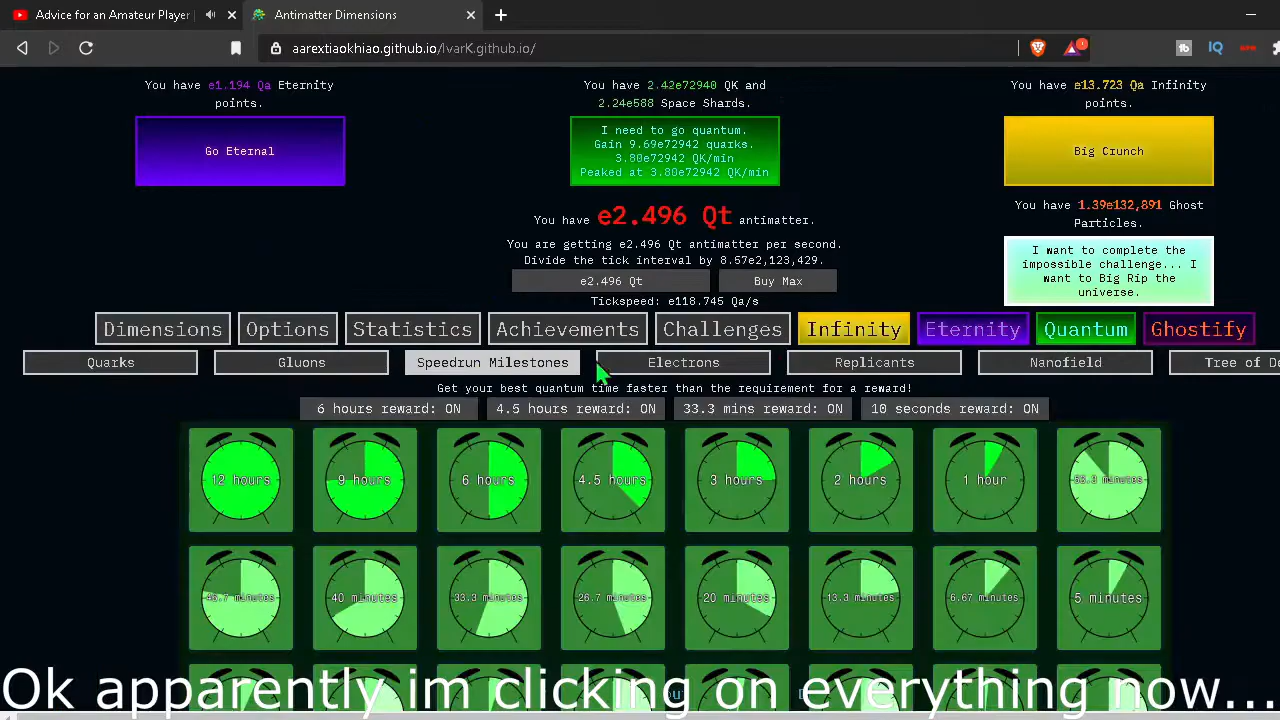 Advice for an Amateur Player
Antimatter Dimensions
aarextiaokhiao.github.io/IvarK.github.io/
You have e1.194 Qa Eternity
points.
Go Eternal
You have 2.42e72940 QK and
2.24e588 Space Shards.
I need to go quantum.
Gain 9.69e72942 quarks.
3.80e72942 QK/min
Peaked at 3.80e72942 QK/min
You have e13.723 Qa Infinity
points.
Big Crunch
You have e2.496 Qt antimatter.
You have 1.39e132,891 Ghost
Particles.
You are getting e2.496 Qt antimatter per second.
Divide the tick interval by 8.57e2,123,429.
e2.496 Qt
Buy Max
Tickspeed: e118.745 Qa/s
I want to complete the
impossible challenge... I
want to Big Rip the
universe.
Dimensions Options Statistics Achievements Challenges Infinity Eternity Quantum Ghostify
Quarks Gluons Speedrun Milestones Electrons Replicants Nanofield Tree of De
Get your best quantum time faster than the requirement for a reward!
6 hours reward: ON 4.5 hours reward: ON 33.3 mins reward: ON 10 seconds reward: ON
12 hours 9 hours 6 hours 4.5 hours 3 hours 2 hours 1 hour 53.3 minutes
46.7 minutes 40 minutes 33.3 minutes 26.7 minutes 20 minutes 13.3 minutes 6.67 minutes 5 minutes
Ok apparently im clicking on everything now...